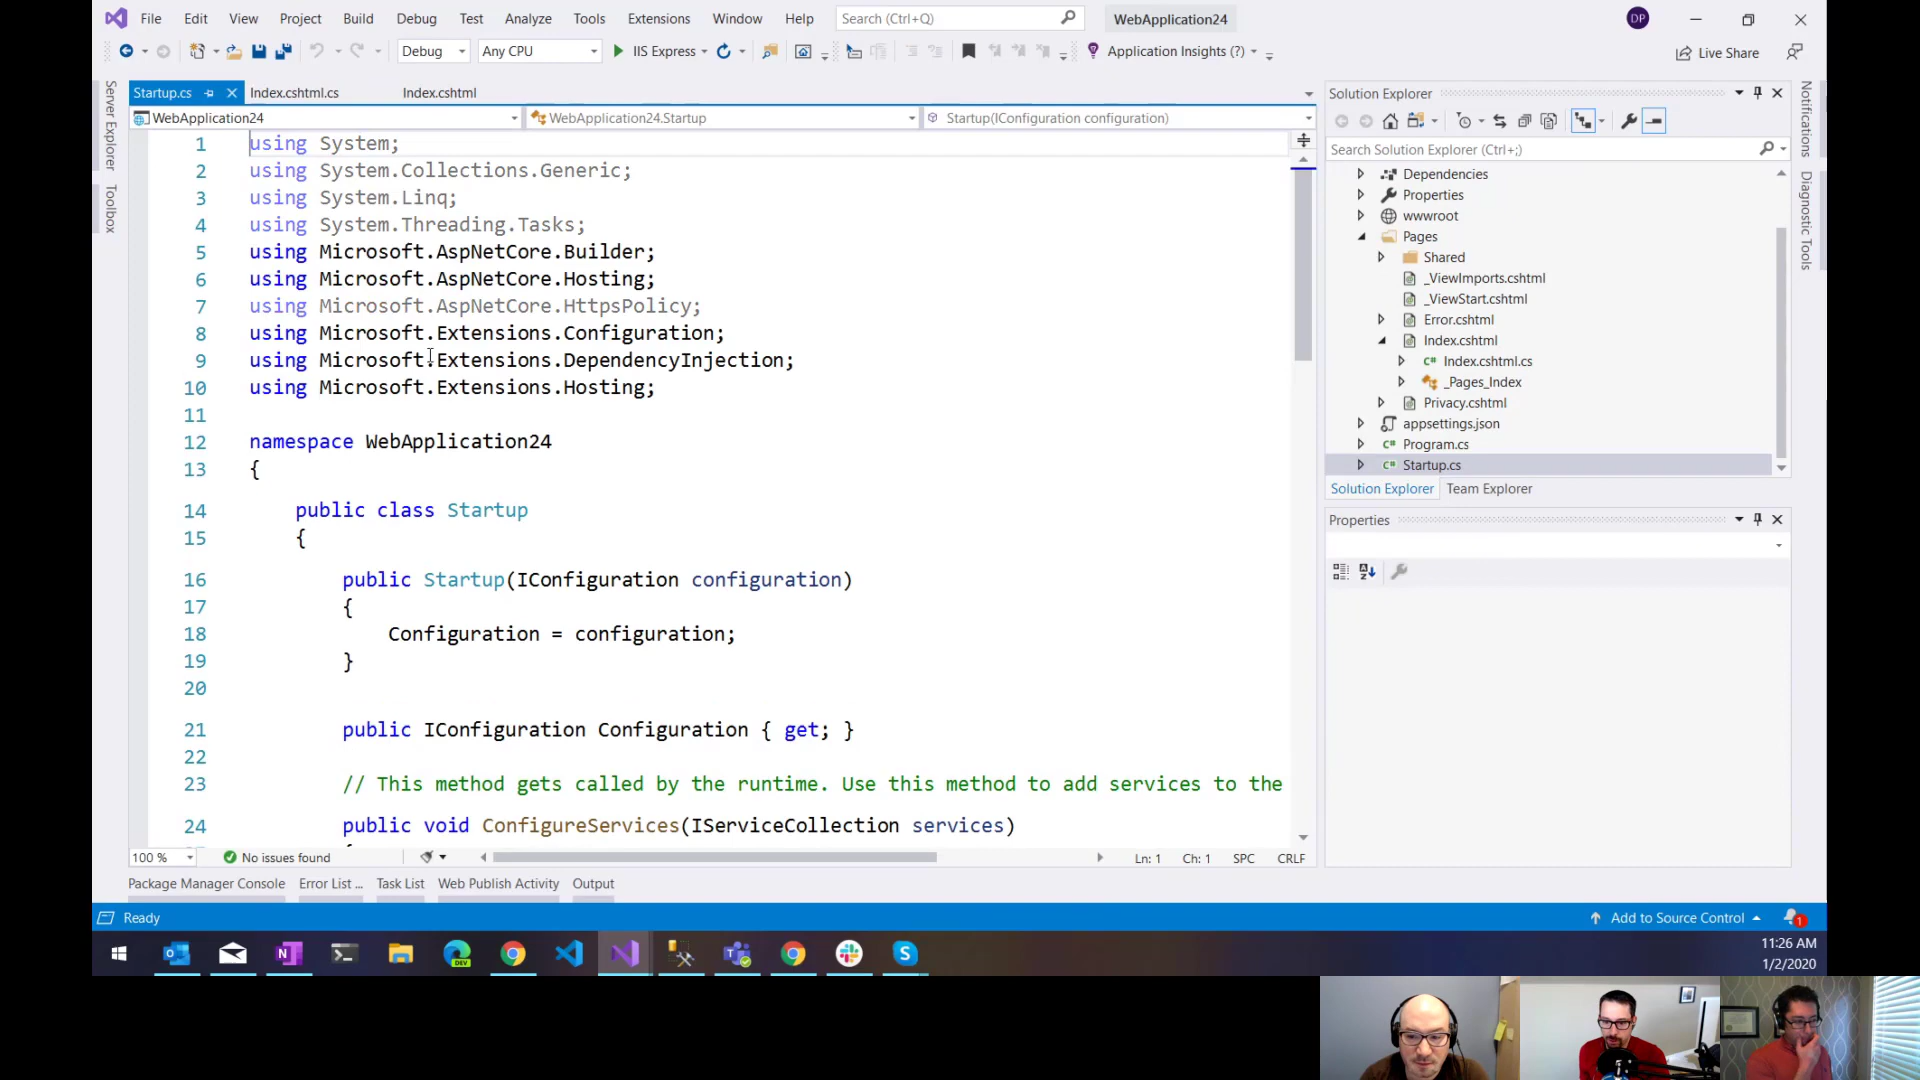 File Edit View Project Build Debug Test Analyze Tools Extensions Window Help Search (Ctrl+Q) WebApplication24 DP
Debug Any CPU IIS Express Application Insights (?) Live Share
Server Explorer
Toolbox
Startup.cs Index.cshtml.cs Index.cshtml
WebApplication24 WebApplication24.Startup Startup(IConfiguration configuration)
1 using System;
2 using System.Collections.Generic;
3 using System.Linq;
4 using System.Threading.Tasks;
5 using Microsoft.AspNetCore.Builder;
6 using Microsoft.AspNetCore.Hosting;
7 using Microsoft.AspNetCore.HttpsPolicy;
8 using Microsoft.Extensions.Configuration;
9 using Microsoft.Extensions.DependencyInjection;
10 using Microsoft.Extensions.Hosting;
11
12 namespace WebApplication24
13 {
14 public class Startup
15 {
16 public Startup(IConfiguration configuration)
17 {
18 Configuration = configuration;
19 }
20
21 public IConfiguration Configuration { get; }
22
23 // This method gets called by the runtime. Use this method to add services to the
24 public void ConfigureServices(IServiceCollection services)
100 % No issues found Ln: 1 Ch: 1 SPC CRLF
Package Manager Console Error List ... Task List Web Publish Activity Output
Solution Explorer
Search Solution Explorer (Ctrl+;)
Dependencies
Properties
wwwroot
Pages
Shared
_ViewImports.cshtml
_ViewStart.cshtml
Error.cshtml
Index.cshtml
C# Index.cshtml.cs
_Pages_Index
Privacy.cshtml
appsettings.json
C# Program.cs
C# Startup.cs
Solution Explorer Team Explorer
Properties
Notifications
Diagnostic Tools
Ready Add to Source Control 1
11:26 AM
1/2/2020